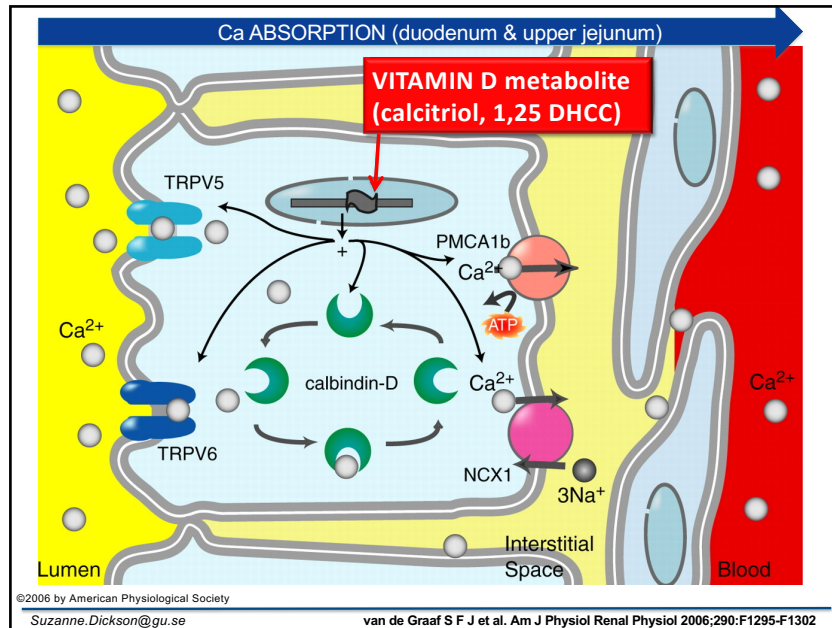 Ca ABSORPTION (duodenum & upper jejunum)
VITAMIN D metabolite
(calcitriol, 1,25 DHCC)
TRPV5
+
PMCA1b
Ca²⁺
ATP
Ca²⁺
calbindin-D
Ca²⁺
Ca²⁺
TRPV6
NCX1
3Na⁺
Lumen
Interstitial
Space
Blood
©2006 by American Physiological Society
Suzanne.Dickson@gu.se
van de Graaf S F J et al. Am J Physiol Renal Physiol 2006;290:F1295-F1302